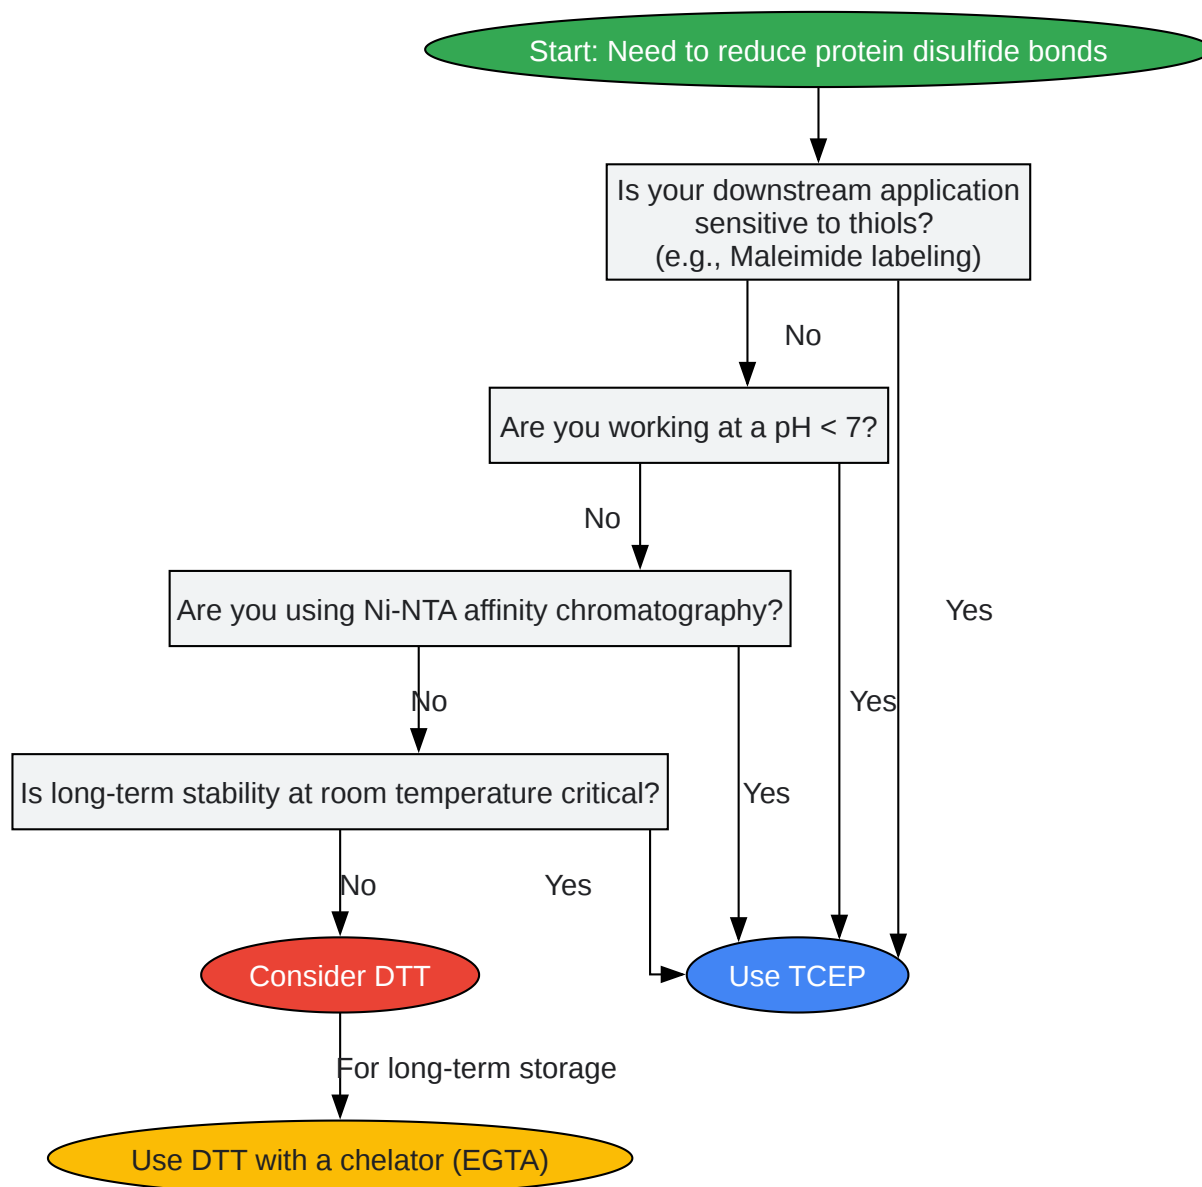 Start: Need to reduce protein disulfide bonds
Is your downstream application
sensitive to thiols?
(e.g., Maleimide labeling)
No
Are you working at a pH < 7?
No
Are you using Ni-NTA affinity chromatography?
Yes
No
Yes
Is long-term stability at room temperature critical?
Yes
No
Yes
Consider DTT
Use TCEP
For long-term storage
Use DTT with a chelator (EGTA)